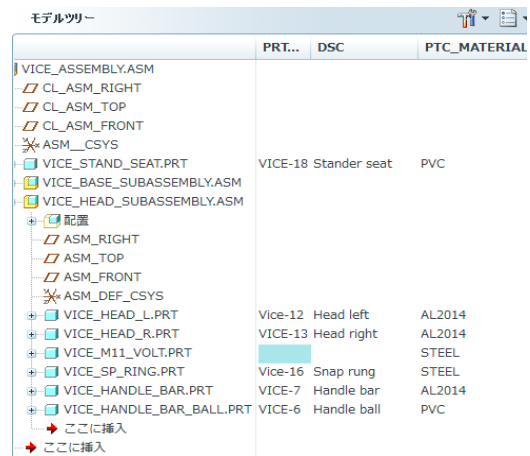 モデルツリー
PRT... DSC PTC_MATERIAL
VICE_ASSEMBLY.ASM
CL_ASM_RIGHT
CL_ASM_TOP
CL_ASM_FRONT
ASM__CSYS
VICE_STAND_SEAT.PRT VICE-18 Stander seat PVC
VICE_BASE_SUBASSEMBLY.ASM
VICE_HEAD_SUBASSEMBLY.ASM
配置
ASM_RIGHT
ASM_TOP
ASM_FRONT
ASM_DEF_CSYS
VICE_HEAD_L.PRT Vice-12 Head left AL2014
VICE_HEAD_R.PRT VICE-13 Head right AL2014
VICE_M11_VOLT.PRT STEEL
VICE_SP_RING.PRT Vice-16 Snap rung STEEL
VICE_HANDLE_BAR.PRT VICE-7 Handle bar AL2014
VICE_HANDLE_BAR_BALL.PRT VICE-6 Handle ball PVC
ここに挿入
ここに挿入